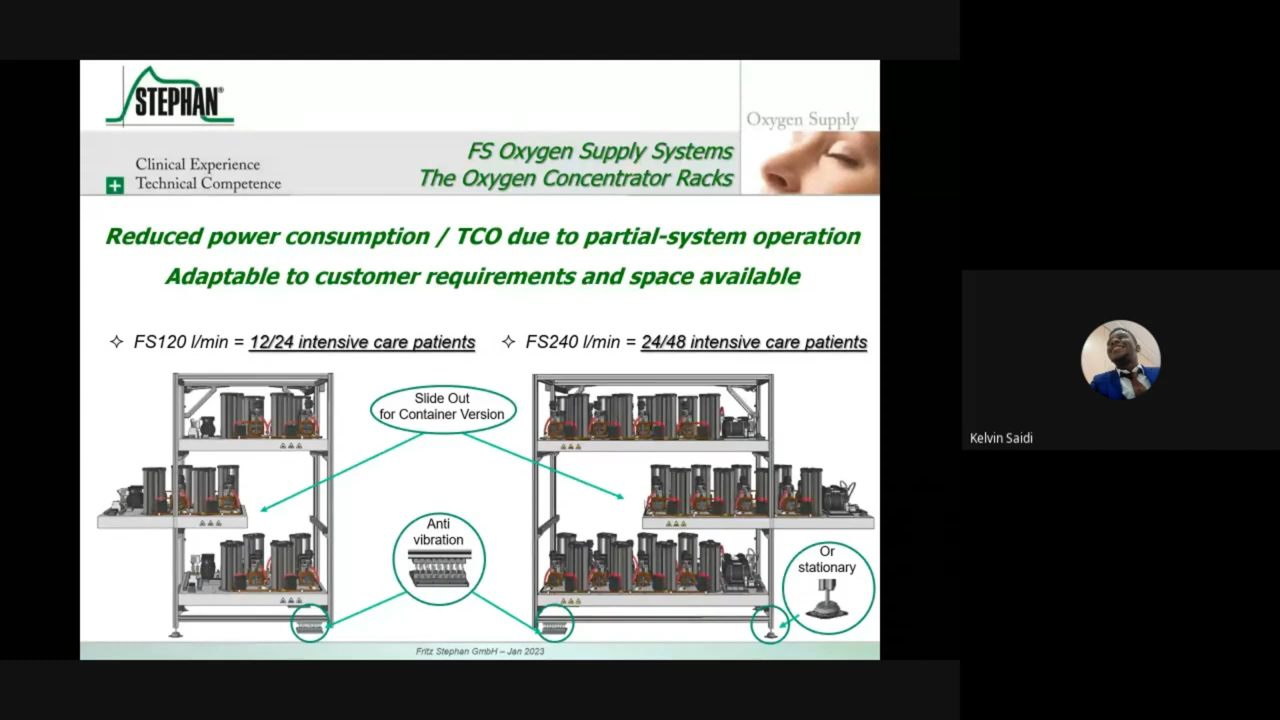 STEPHAN®
Oxygen Supply
Clinical Experience
Technical Competence
FS Oxygen Supply Systems
The Oxygen Concentrator Racks
Reduced power consumption / TCO due to partial-system operation
Adaptable to customer requirements and space available
✧ FS120 l/min = 12/24 intensive care patients
✧ FS240 l/min = 24/48 intensive care patients
Slide Out
for Container Version
Anti
vibration
Or
stationary
Fritz Stephan GmbH – Jan 2023
Kelvin Saidi